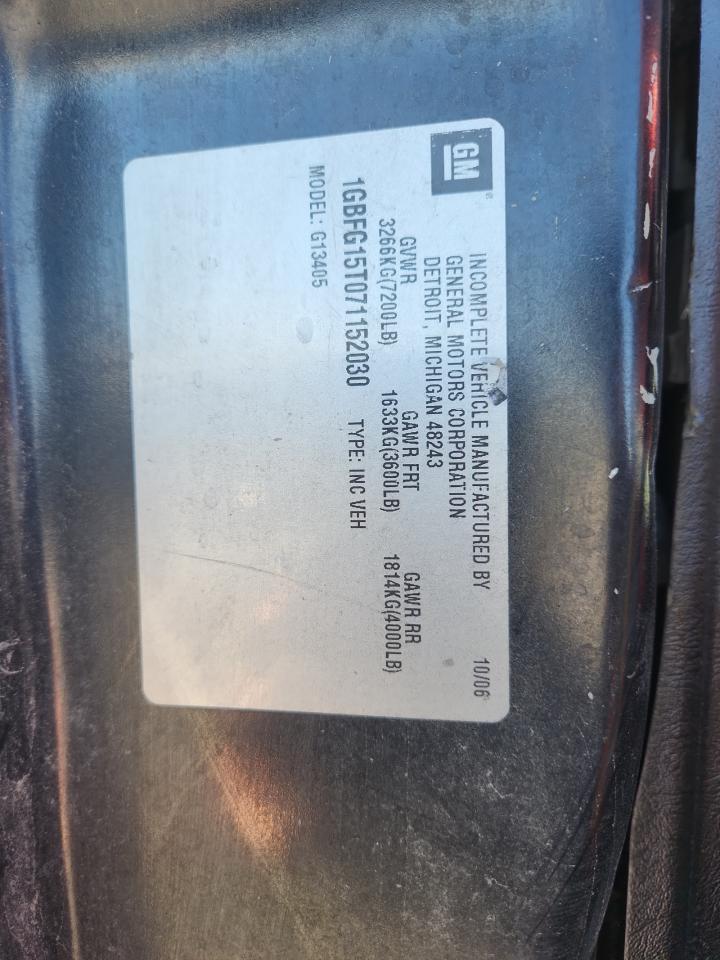 GM
INCOMPLETE VEHICLE MANUFACTURED BY 10/06
GENERAL MOTORS CORPORATION
DETROIT, MICHIGAN 48243
GVWR GAWR FRT GAWR RR
3266KG(7200LB) 1633KG(3600LB) 1814KG(4000LB)
1GBFG15T071152030 TYPE: INC VEH
MODEL: G13405